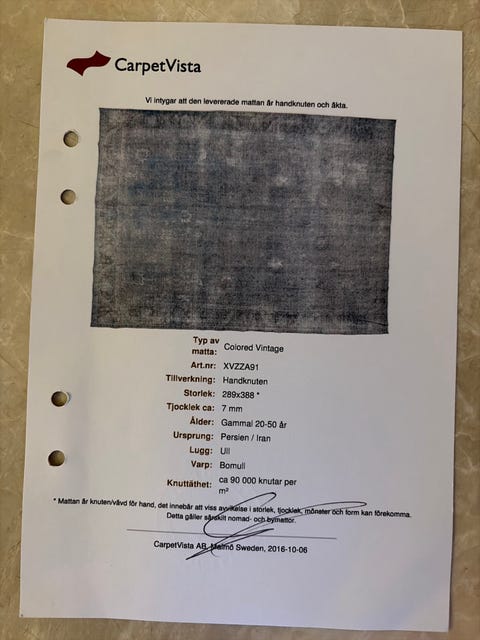 CarpetVista
Vi intygar att den levererade mattan är handknuten och äkta.
Typ av matta: Colored Vintage
Art.nr: XVZZA91
Tillverkning: Handknuten
Storlek: 289x388 *
Tjocklek ca: 7 mm
Ålder: Gammal 20-50 år
Ursprung: Persien / Iran
Lugg: Ull
Varp: Bomull
Knuttäthet: ca 90 000 knutar per m²
* Mattan är knuten/vävd för hand, det innebär att viss avvikelse i storlek, tjocklek, mönster och form kan förekomma.
Detta gäller särskilt nomad- och bymattor.
CarpetVista AB, Malmö Sweden, 2016-10-06